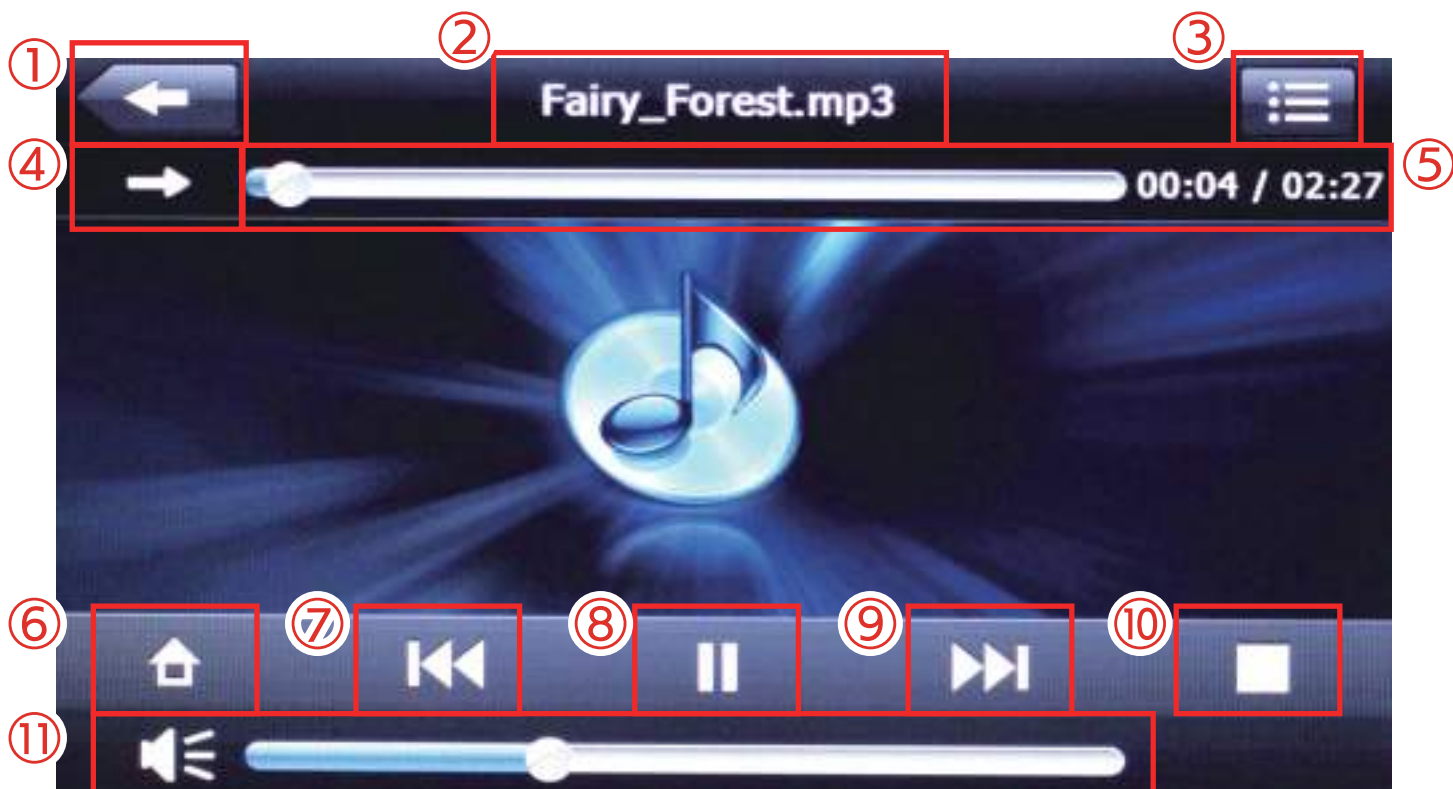 ① ② ③
Fairy_Forest.mp3
④ ⑤
00:04 / 02:27
⑥ ⑦ ⑧ ⑨ ⑩
⑪